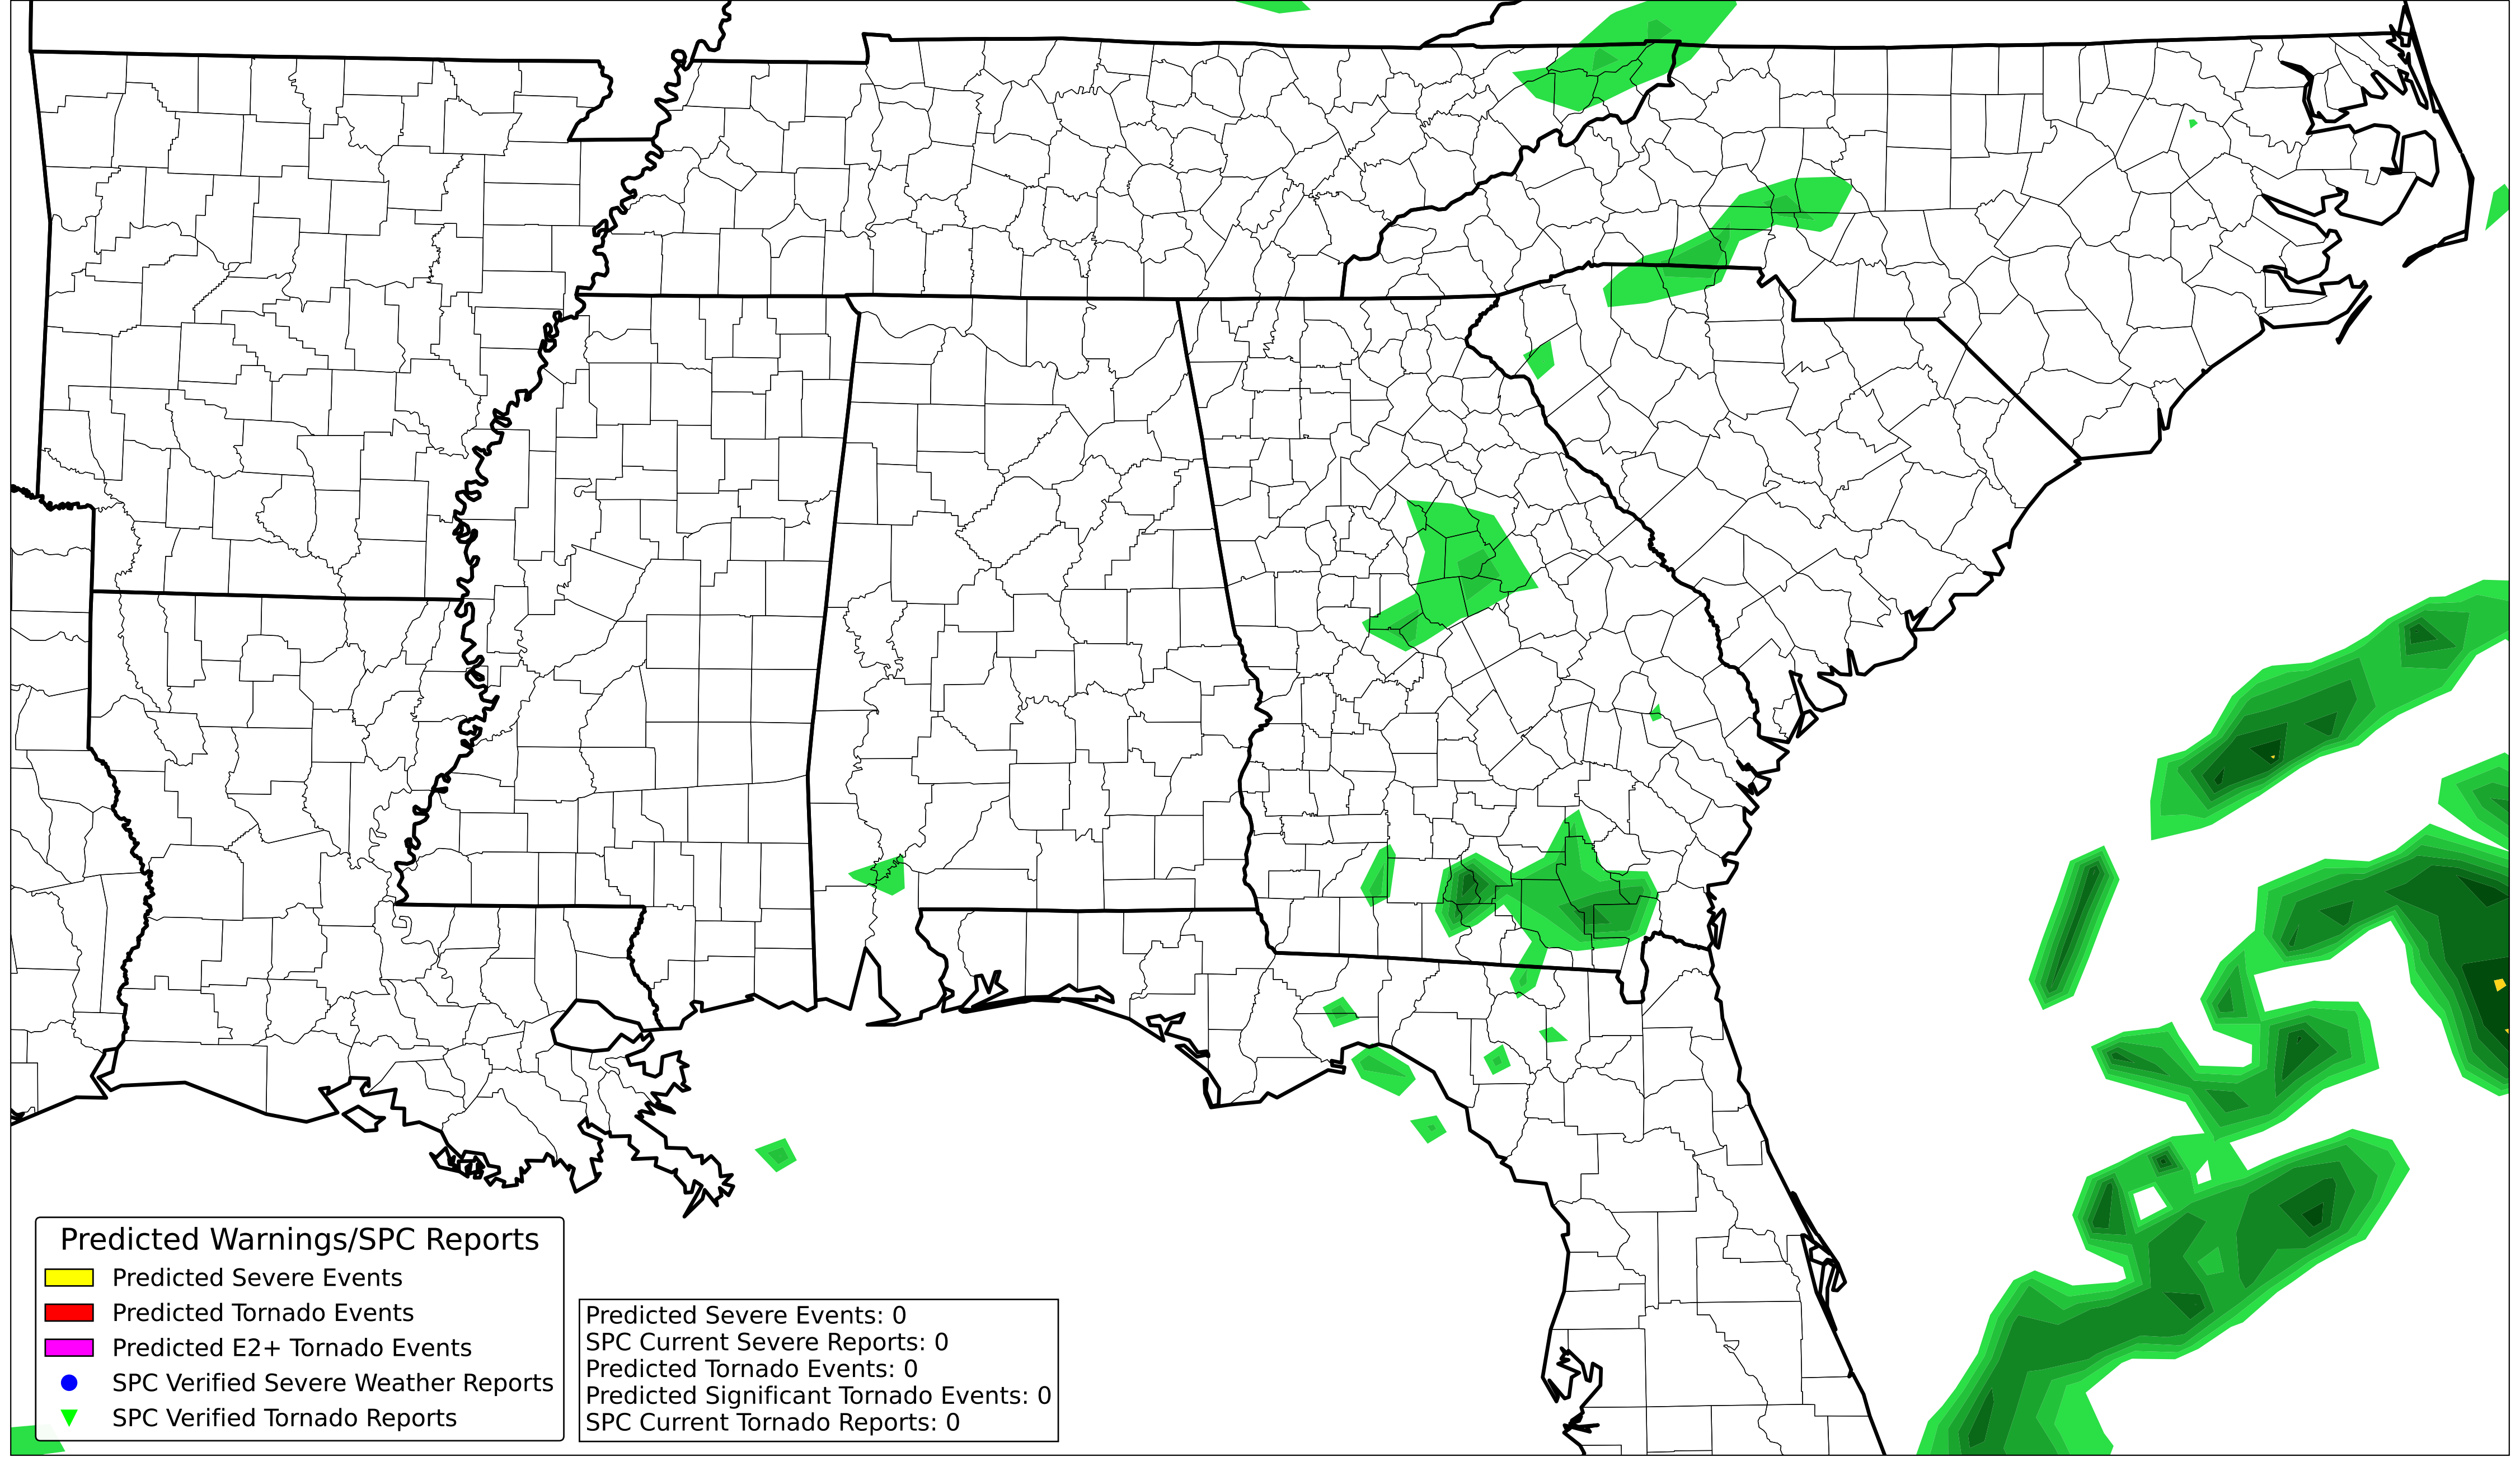 Predicted Warnings/SPC Reports
Predicted Severe Events
Predicted Tornado Events
Predicted E2+ Tornado Events
SPC Verified Severe Weather Reports
SPC Verified Tornado Reports
Predicted Severe Events: 0
SPC Current Severe Reports: 0
Predicted Tornado Events: 0
Predicted Significant Tornado Events: 0
SPC Current Tornado Reports: 0